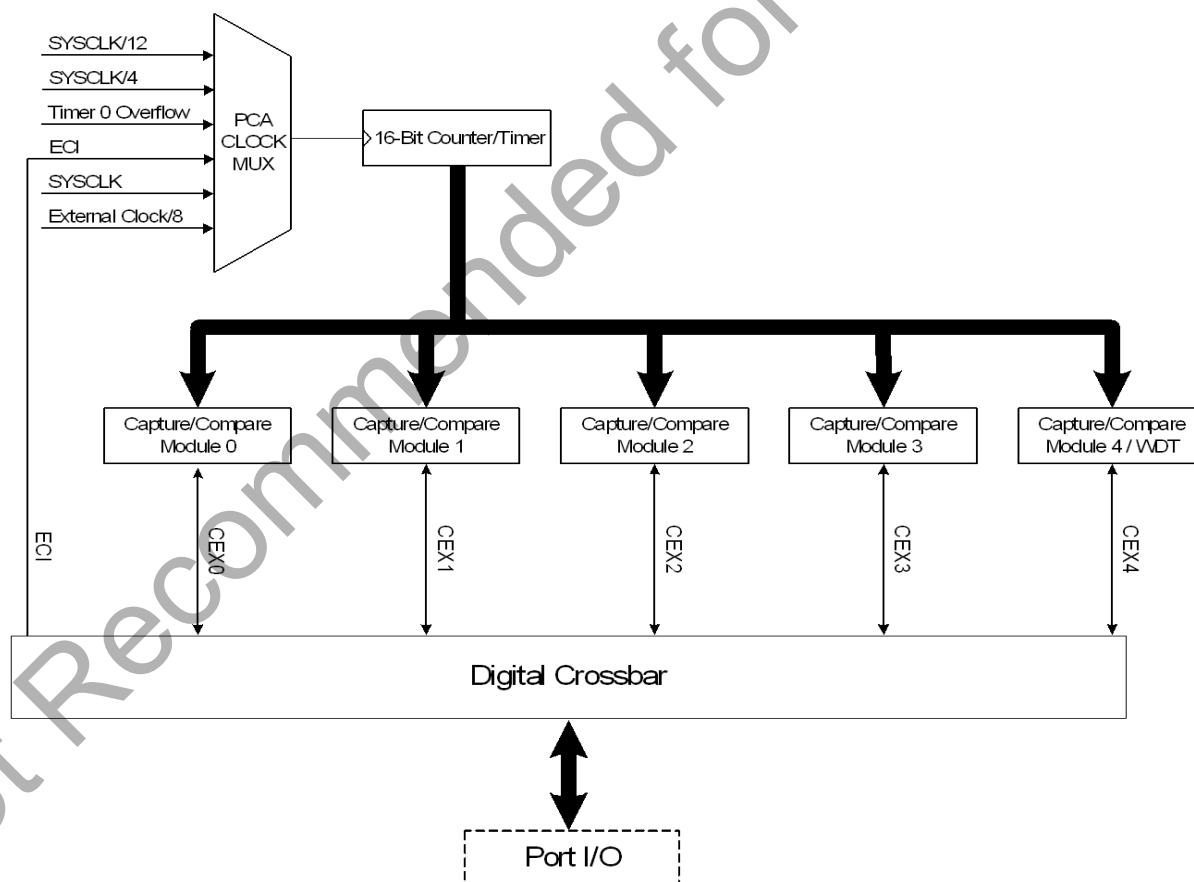 SYSCLK/12
SYSCLK/4
Timer 0 Overflow
ECI
SYSCLK
External Clock/8
PCA
CLOCK
MUX
16-Bit Counter/Timer
Capture/Compare
Module 0
Capture/Compare
Module 1
Capture/Compare
Module 2
Capture/Compare
Module 3
Capture/Compare
Module 4 / WDT
ECI
CEX0
CEX1
CEX2
CEX3
CEX4
Digital Crossbar
Port I/O
Recommended for